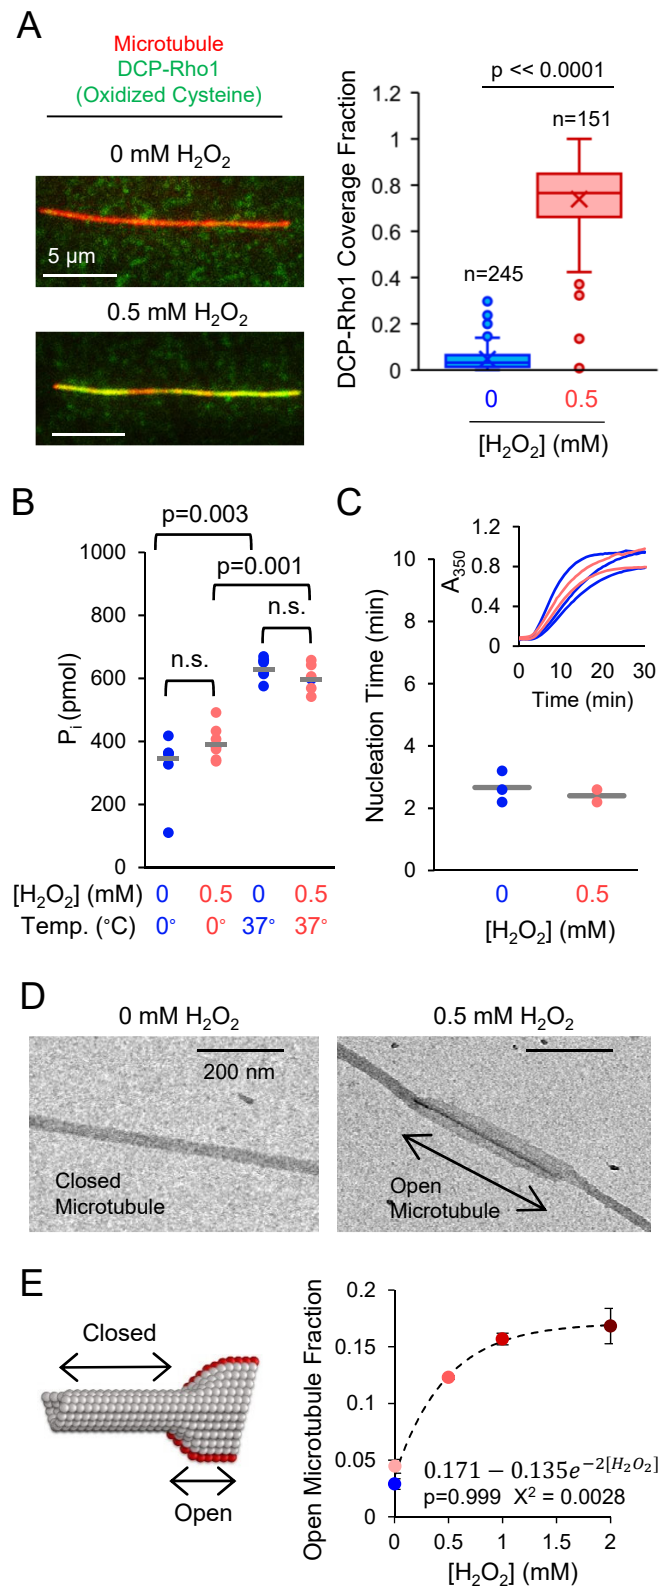 A
Microtubule
DCP-Rho1
(Oxidized Cysteine)
0 mM H₂O₂
5 µm
0.5 mM H₂O₂
p << 0.0001
n=151
n=245
DCP-Rho1 Coverage Fraction
1.2
1
0.8
0.6
0.4
0.2
0
0 0.5
[H₂O₂] (mM)
B
p=0.003
p=0.001
n.s.
n.s.
Pᵢ (pmol)
1000
800
600
400
200
0
[H₂O₂] (mM) 0 0.5 0 0.5
Temp. (°C) 0° 0° 37° 37°
C
Nucleation Time (min)
10
8
6
4
2
0
0 0.5
[H₂O₂] (mM)
A₃₅₀
1.2
0.8
0.4
0
0 10 20 30
Time (min)
D
0 mM H₂O₂
200 nm
Closed
Microtubule
0.5 mM H₂O₂
Open
Microtubule
E
Closed
Open
Open Microtubule Fraction
0.2
0.15
0.1
0.05
0
0.171 − 0.135e^{−2[H₂O₂]}
p=0.999 X² = 0.0028
0 0.5 1 1.5 2
[H₂O₂] (mM)